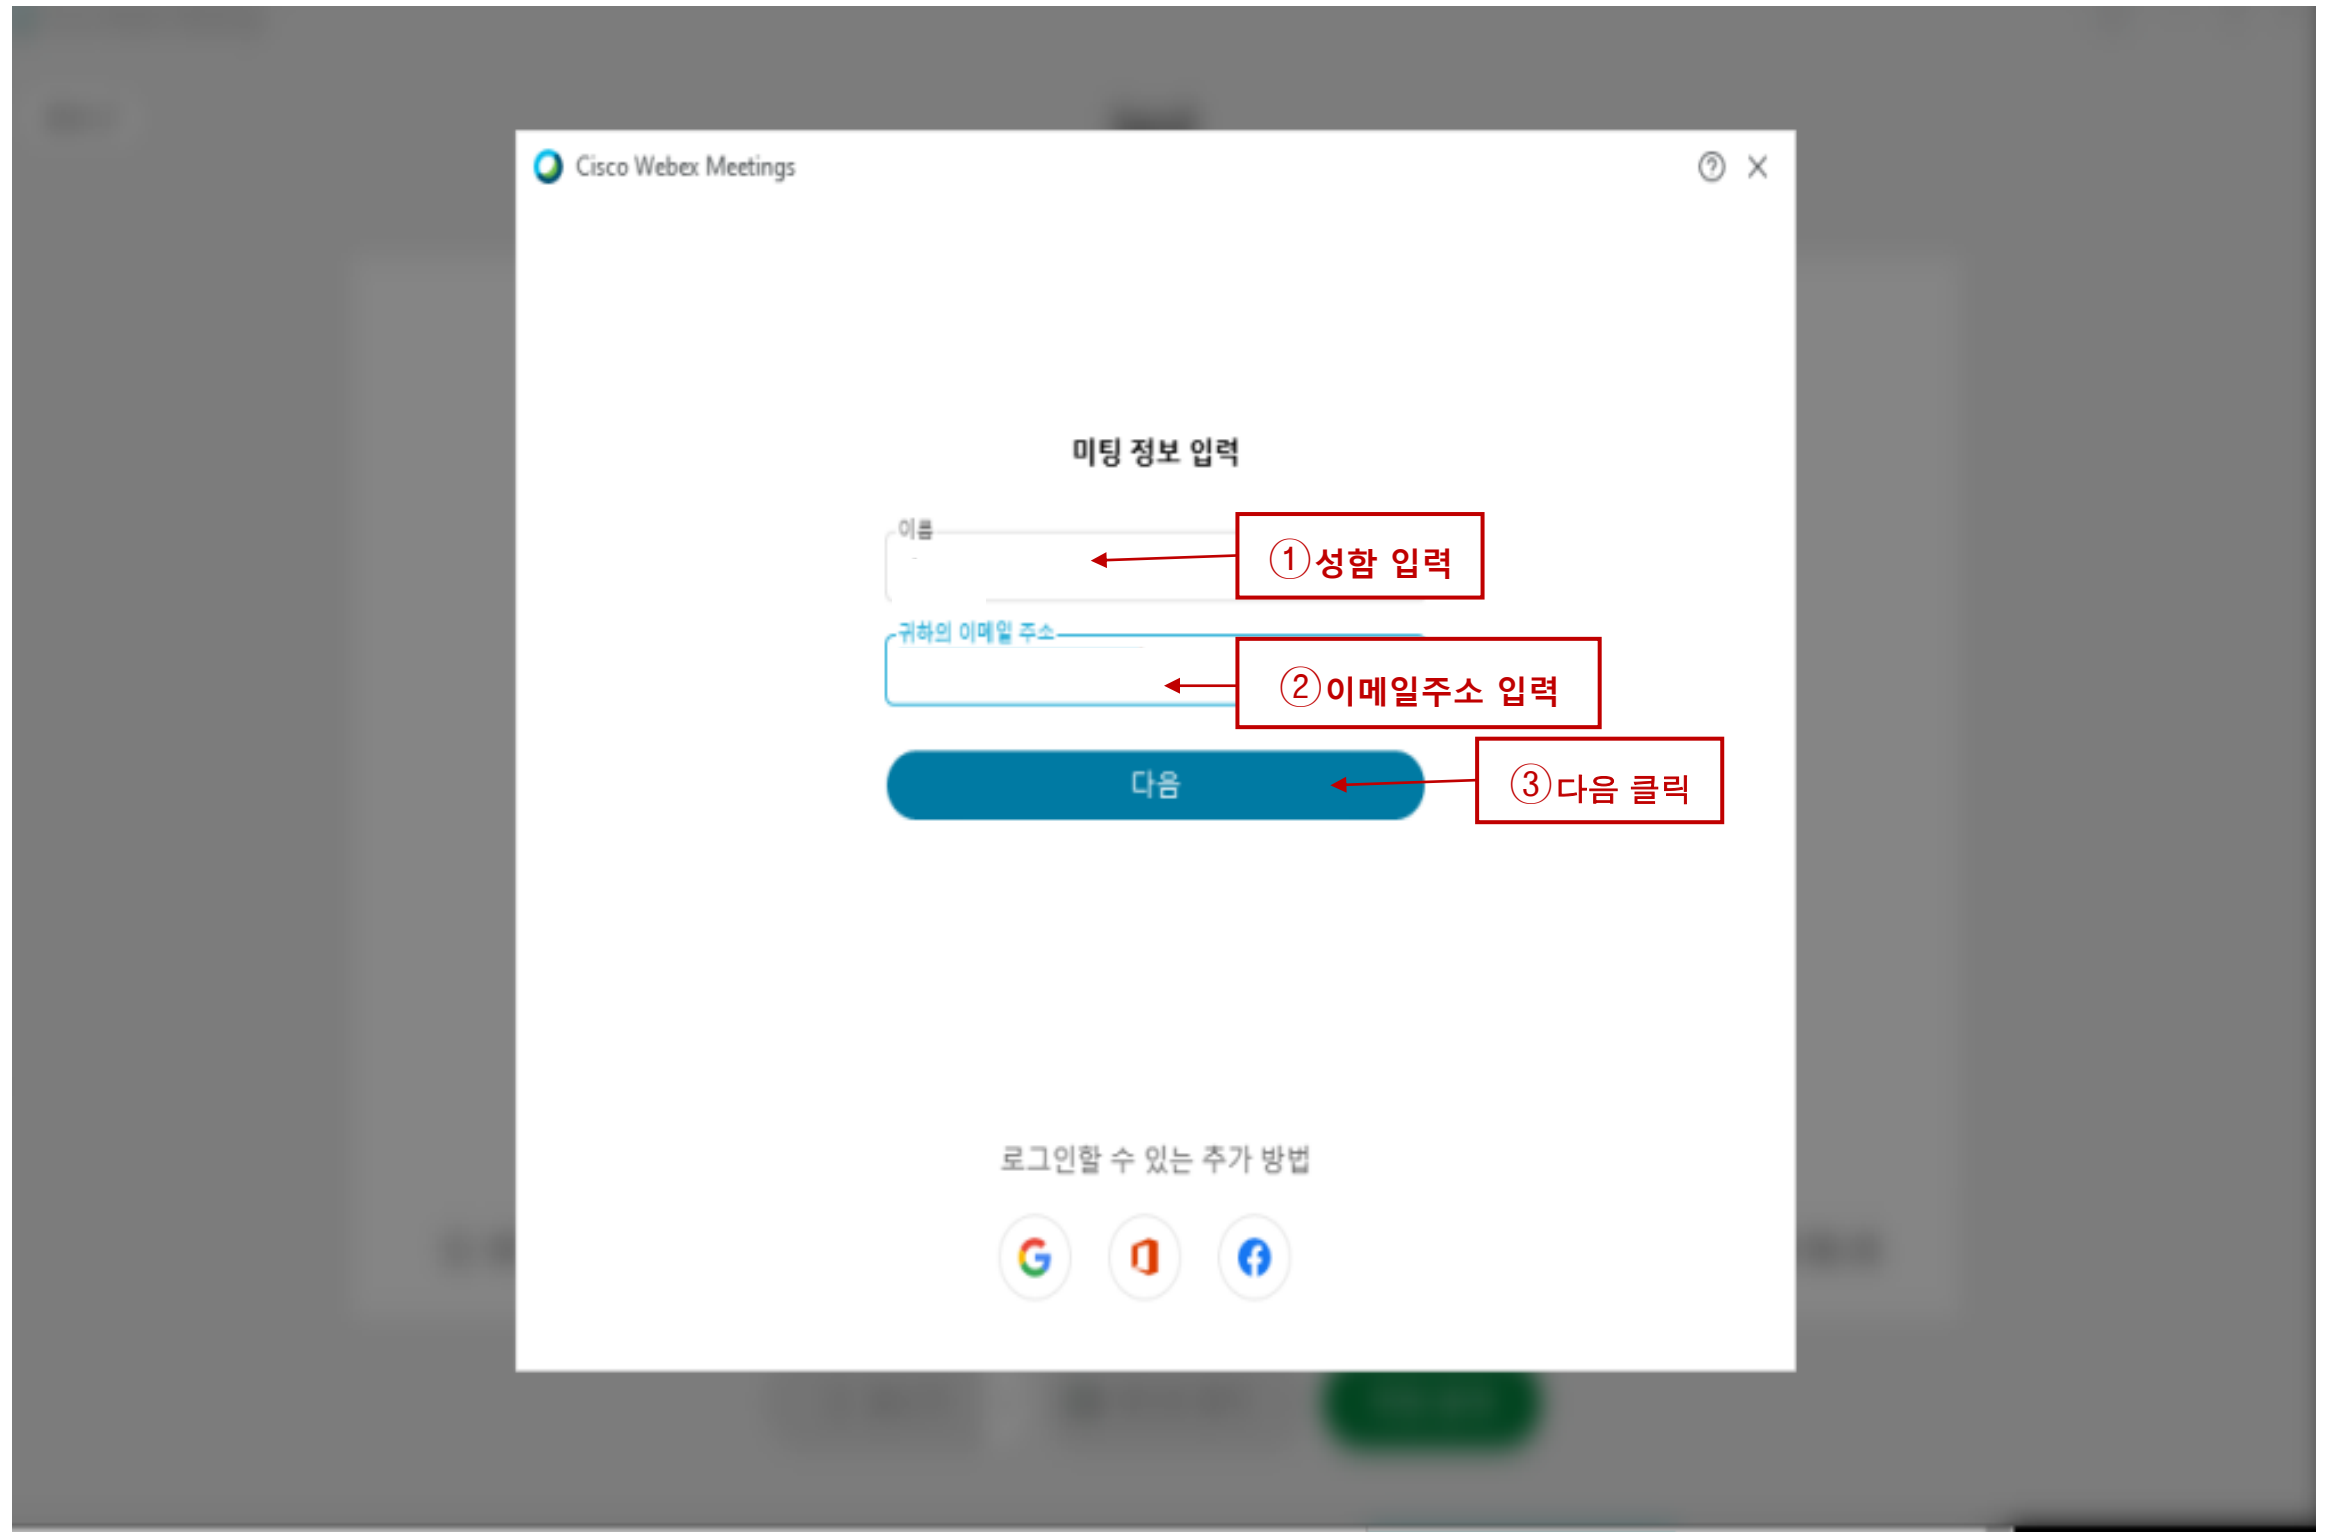 Cisco Webex Meetings
미팅 정보 입력
이름
①성함 입력
귀하의 이메일 주소
②이메일주소 입력
다음
③다음 클릭
로그인할 수 있는 추가 방법